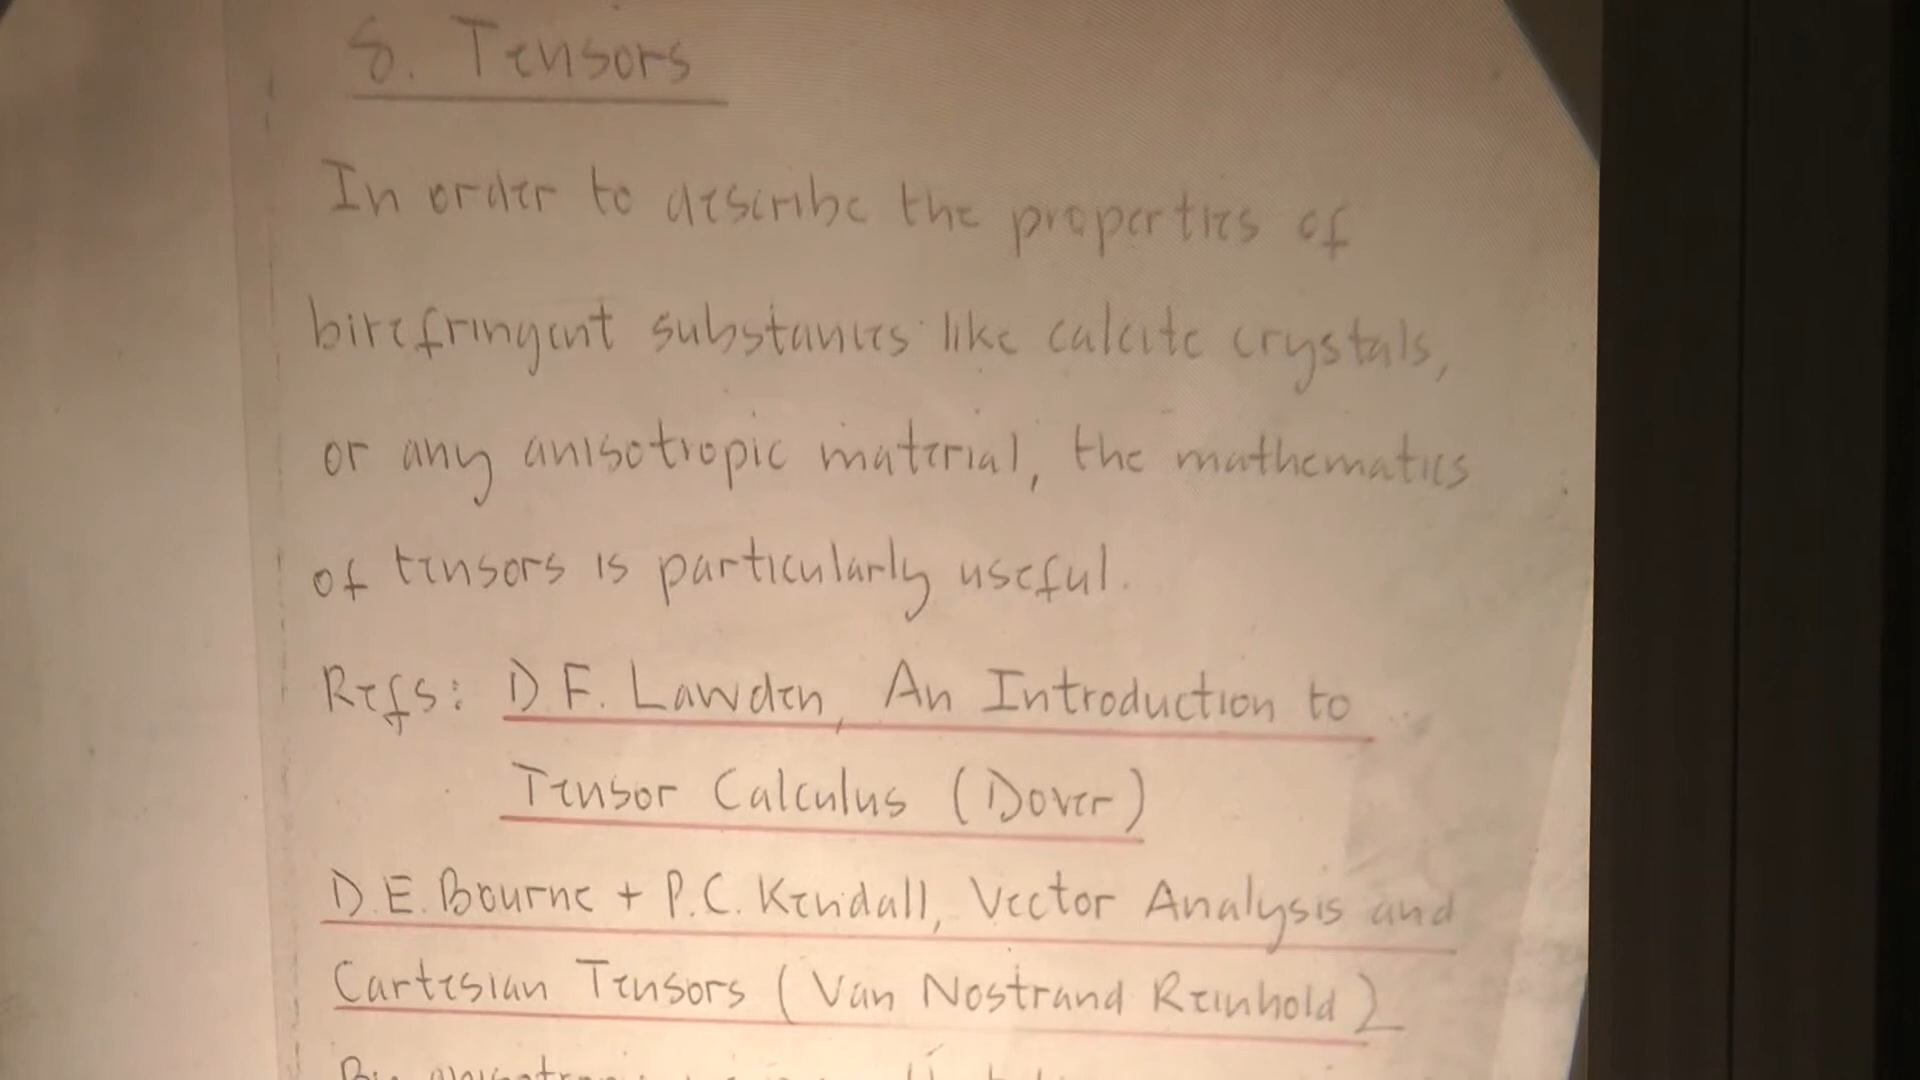 8. Tensors
In order to describe the properties of
birefringent substances like calcite crystals,
or any anisotropic material, the mathematics
of tensors is particularly useful.
Refs: D.F. Lawden, An Introduction to
Tensor Calculus (Dover)
D.E. Bourne + P.C. Kendall, Vector Analysis and
Cartesian Tensors (Van Nostrand Reinhold)